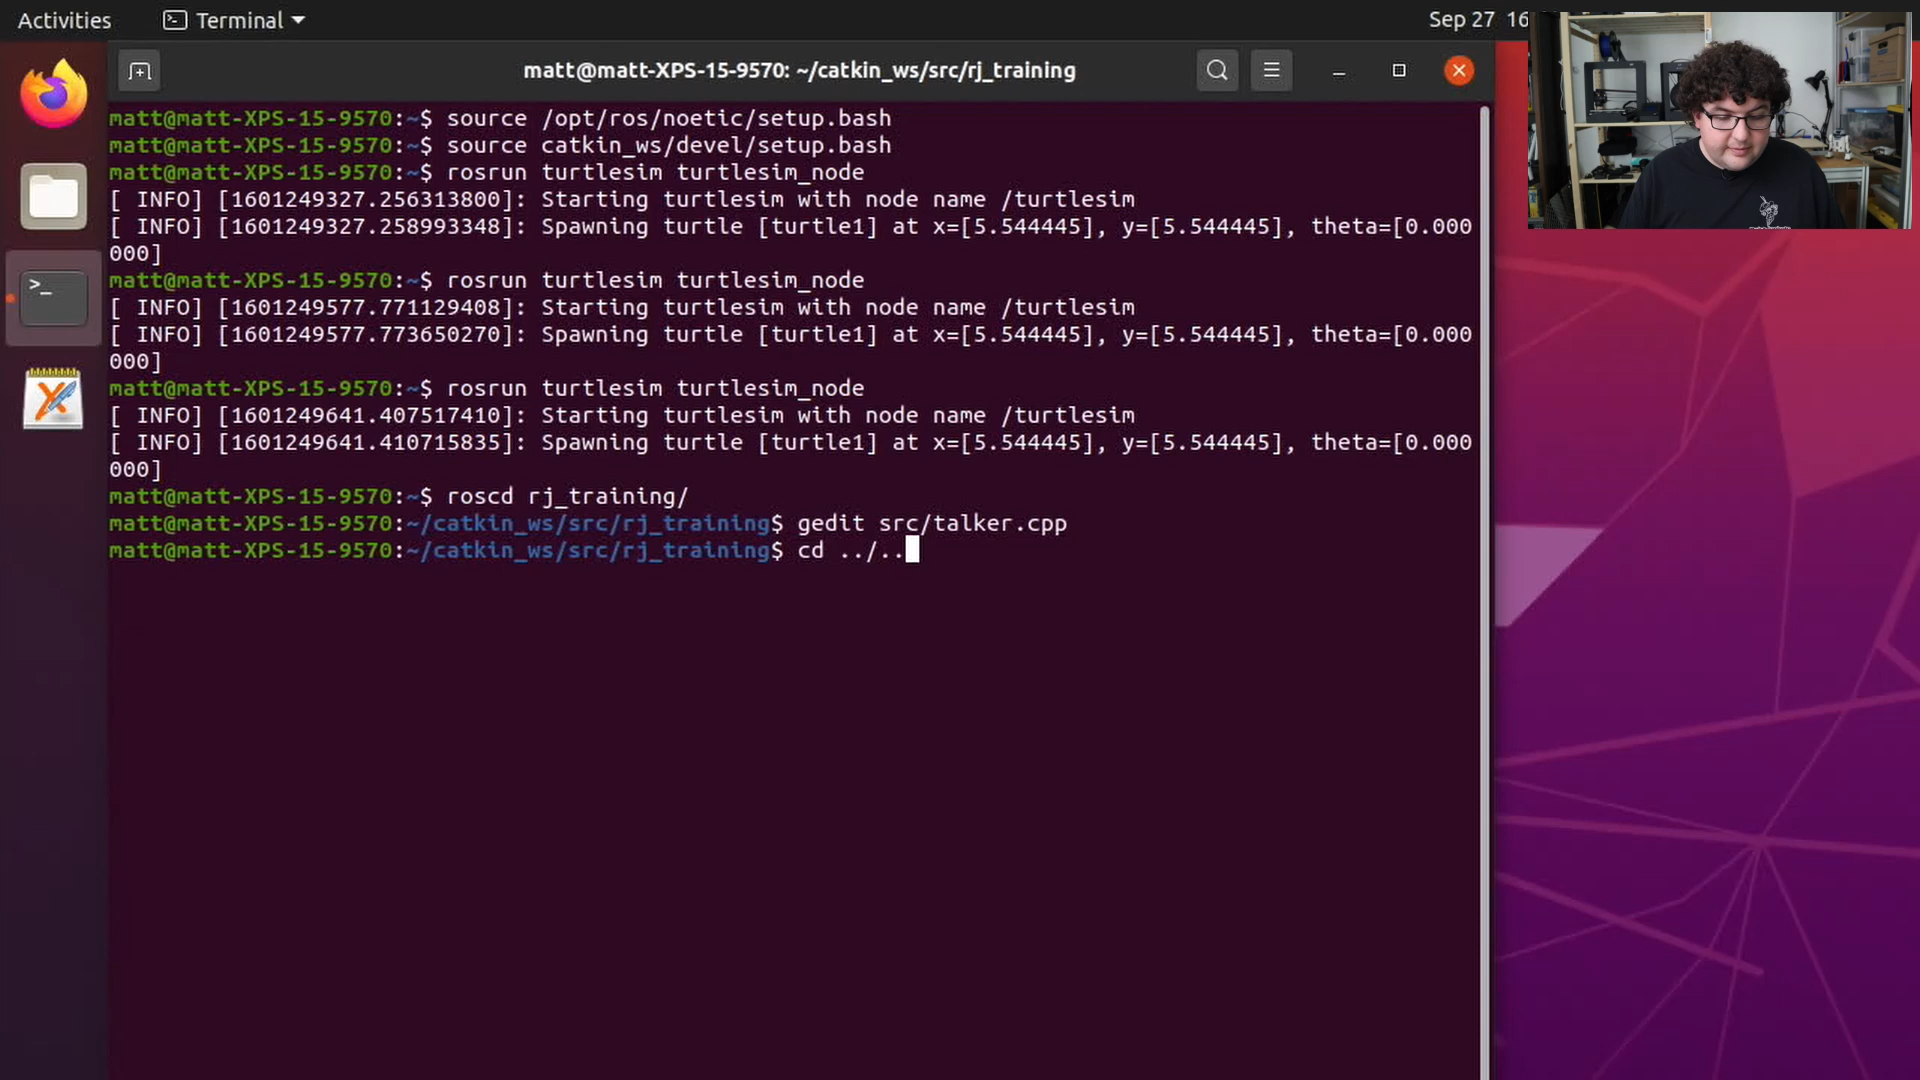 Activities
Terminal
Sep 27 16
matt@matt-XPS-15-9570: ~/catkin_ws/src/rj_training
matt@matt-XPS-15-9570:~$ source /opt/ros/noetic/setup.bash
matt@matt-XPS-15-9570:~$ source catkin_ws/devel/setup.bash
matt@matt-XPS-15-9570:~$ rosrun turtlesim turtlesim_node
[ INFO] [1601249327.256313800]: Starting turtlesim with node name /turtlesim
[ INFO] [1601249327.258993348]: Spawning turtle [turtle1] at x=[5.544445], y=[5.544445], theta=[0.000
000]
matt@matt-XPS-15-9570:~$ rosrun turtlesim turtlesim_node
[ INFO] [1601249577.771129408]: Starting turtlesim with node name /turtlesim
[ INFO] [1601249577.773650270]: Spawning turtle [turtle1] at x=[5.544445], y=[5.544445], theta=[0.000
000]
matt@matt-XPS-15-9570:~$ rosrun turtlesim turtlesim_node
[ INFO] [1601249641.407517410]: Starting turtlesim with node name /turtlesim
[ INFO] [1601249641.410715835]: Spawning turtle [turtle1] at x=[5.544445], y=[5.544445], theta=[0.000
000]
matt@matt-XPS-15-9570:~$ roscd rj_training/
matt@matt-XPS-15-9570:~/catkin_ws/src/rj_training$ gedit src/talker.cpp
matt@matt-XPS-15-9570:~/catkin_ws/src/rj_training$ cd ../..